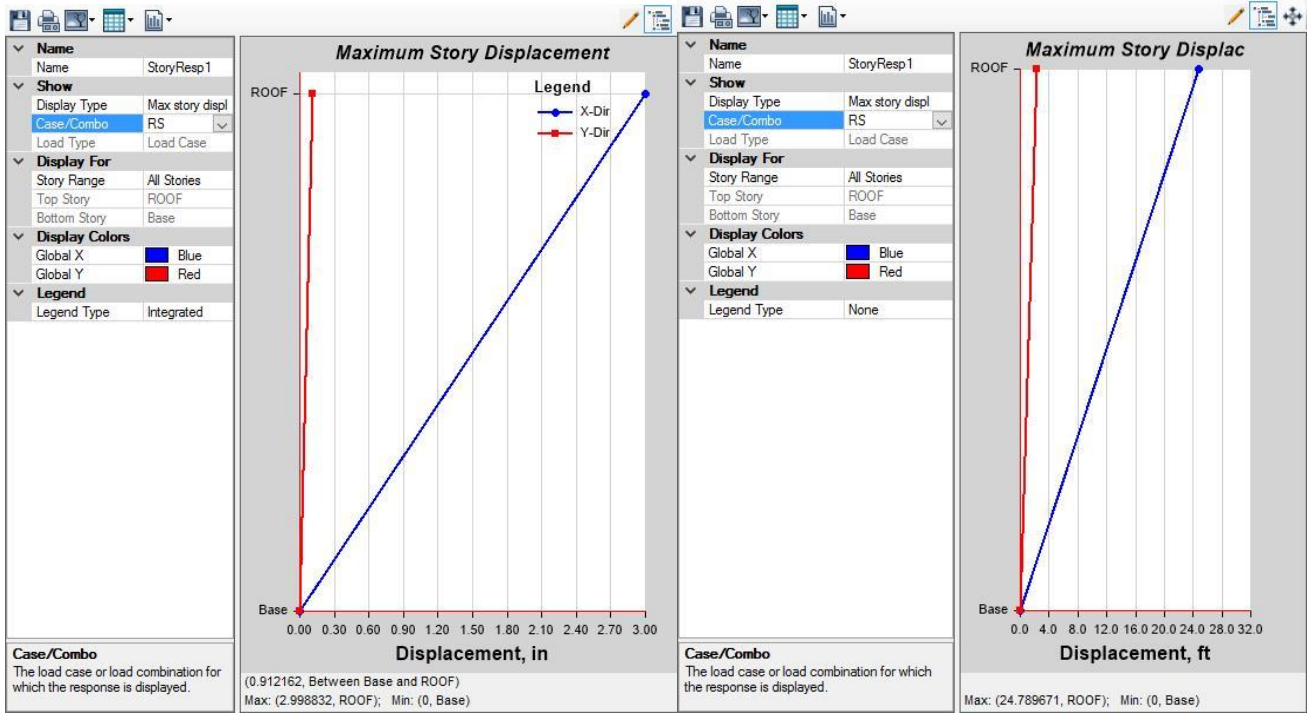 Name
Name StoryResp1
Show
Display Type Max story displ
Case/Combo RS
Load Type Load Case
Display For
Story Range All Stories
Top Story ROOF
Bottom Story Base
Display Colors
Global X Blue
Global Y Red
Legend
Legend Type Integrated
Case/Combo
The load case or load combination for
which the response is displayed.
Maximum Story Displacement
Legend
X-Dir
Y-Dir
ROOF
Base
0.00 0.30 0.60 0.90 1.20 1.50 1.80 2.10 2.40 2.70 3.00
Displacement, in
(0.912162, Between Base and ROOF)
Max: (2.998832, ROOF); Min: (0, Base)
Name
Name StoryResp1
Show
Display Type Max story displ
Case/Combo RS
Load Type Load Case
Display For
Story Range All Stories
Top Story ROOF
Bottom Story Base
Display Colors
Global X Blue
Global Y Red
Legend
Legend Type None
Case/Combo
The load case or load combination for which
the response is displayed.
Maximum Story Displac
ROOF
Base
0.0 4.0 8.0 12.0 16.0 20.0 24.0 28.0 32.0
Displacement, ft
Max: (24.789671, ROOF); Min: (0, Base)